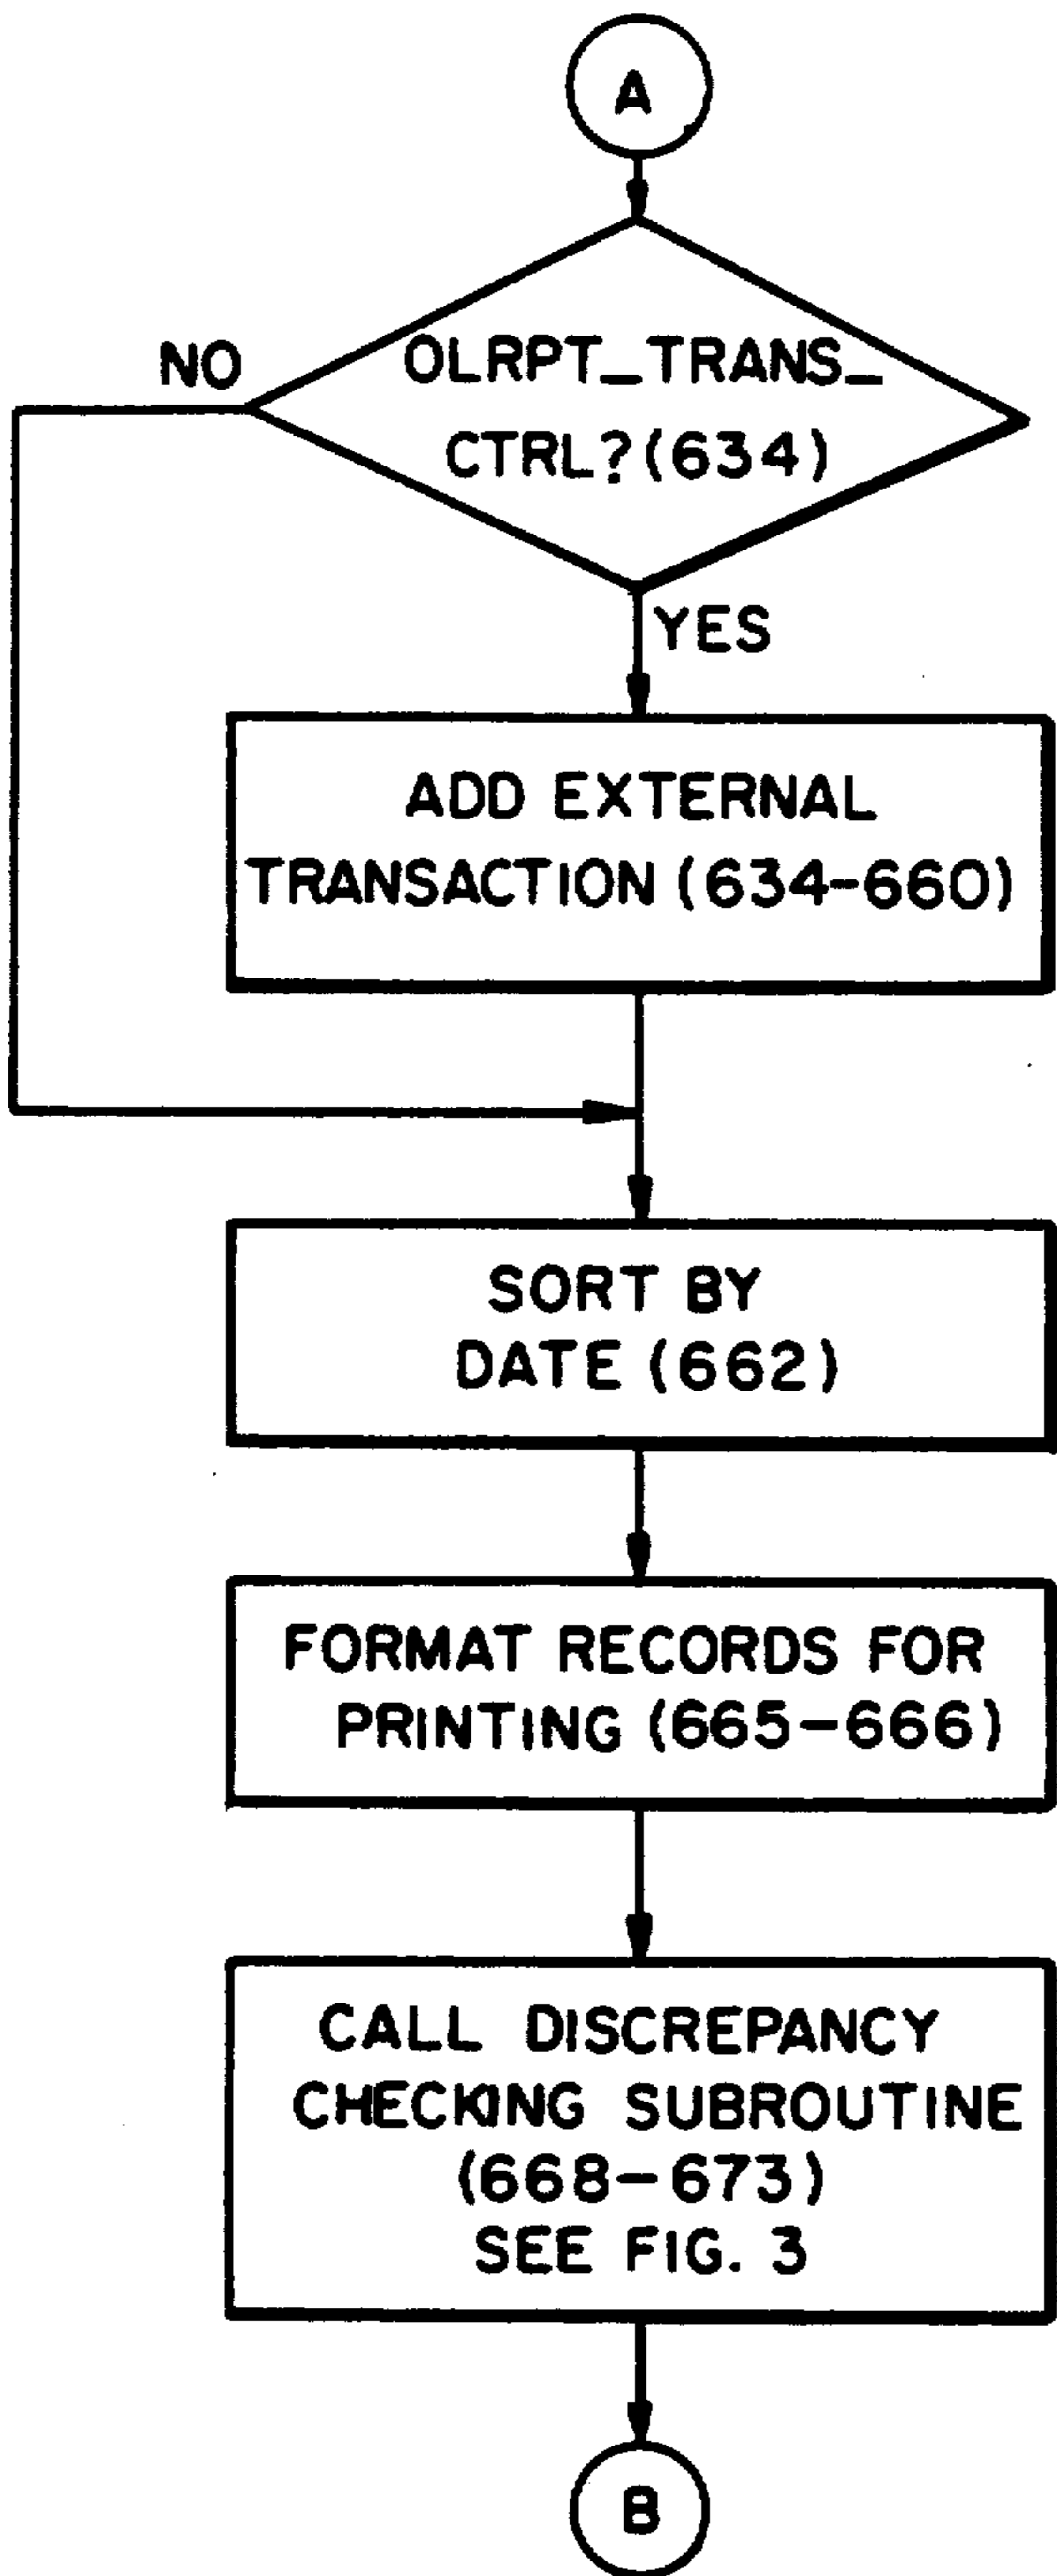 A
NO
OLRPT_TRANS_
CTRL?(634)
YES
ADD EXTERNAL
TRANSACTION (634-660)
SORT BY
DATE (662)
FORMAT RECORDS FOR
PRINTING (665-666)
CALL DISCREPANCY
CHECKING SUBROUTINE
(668-673)
SEE FIG. 3
B